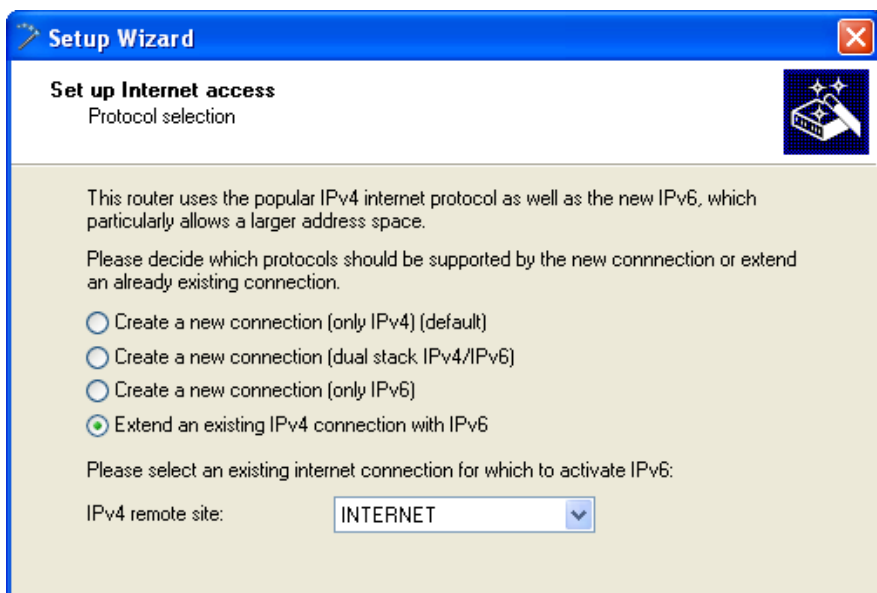 Setup Wizard
Set up Internet access
Protocol selection
This router uses the popular IPv4 internet protocol as well as the new IPv6, which
particularly allows a larger address space.
Please decide which protocols should be supported by the new connnection or extend
an already existing connection.
Create a new connection (only IPv4) (default)
Create a new connection (dual stack IPv4/IPv6)
Create a new connection (only IPv6)
Extend an existing IPv4 connection with IPv6
Please select an existing internet connection for which to activate IPv6:
IPv4 remote site: INTERNET